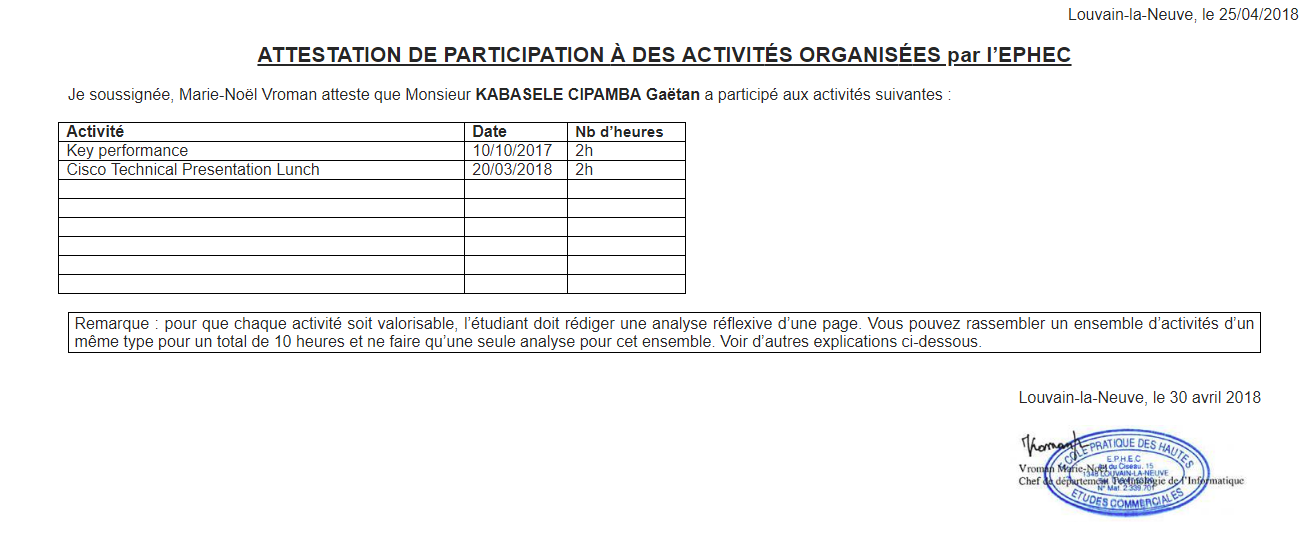 Louvain-la-Neuve, le 25/04/2018
ATTESTATION DE PARTICIPATION À DES ACTIVITÉS ORGANISÉES par l'EPHEC
Je soussignée, Marie-Noël Vroman atteste que Monsieur KABASELE CIPAMBA Gaëtan a participé aux activités suivantes :
Activité Date Nb d'heures
Key performance 10/10/2017 2h
Cisco Technical Presentation Lunch 20/03/2018 2h
Remarque : pour que chaque activité soit valorisable, l'étudiant doit rédiger une analyse réflexive d'une page. Vous pouvez rassembler un ensemble d'activités d'un
même type pour un total de 10 heures et ne faire qu'une seule analyse pour cet ensemble. Voir d'autres explications ci-dessous.
Louvain-la-Neuve, le 30 avril 2018
ECOLE PRATIQUE DES HAUTES
E.P.H.E.C
du Ciseau, 15
1348 LOUVAIN-LA-NEUVE
N° Mat. 2.339.701
ETUDES COMMERCIALES
Vroman Marie-Noël
Chef de département Technologie de l'Informatique